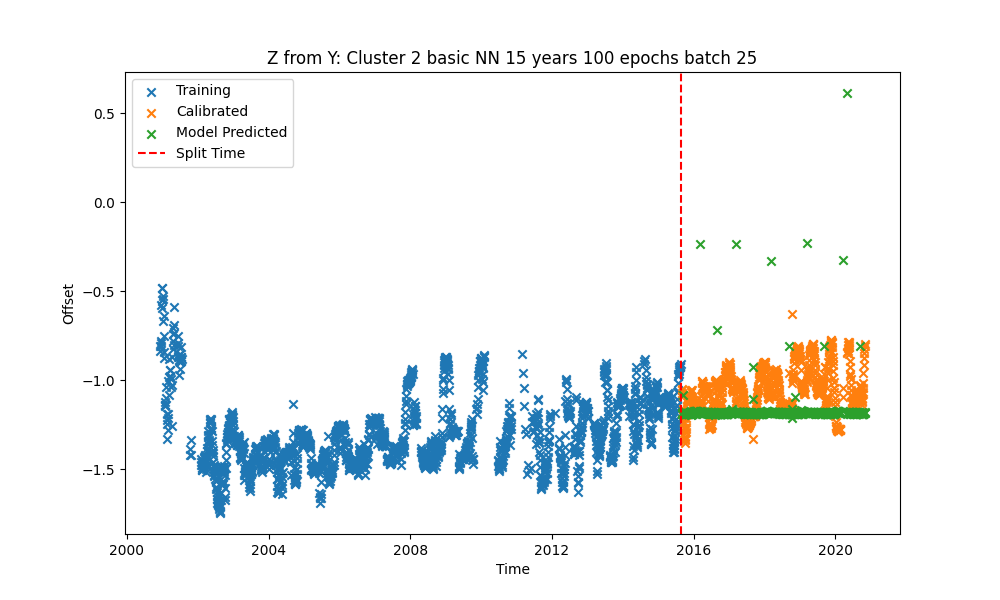 Z from Y: Cluster 2 basic NN 15 years 100 epochs batch 25
Training
Calibrated
Model Predicted
Split Time
0.5
0.0
−0.5
−1.0
−1.5
Offset
2000
2004
2008
2012
2016
2020
Time